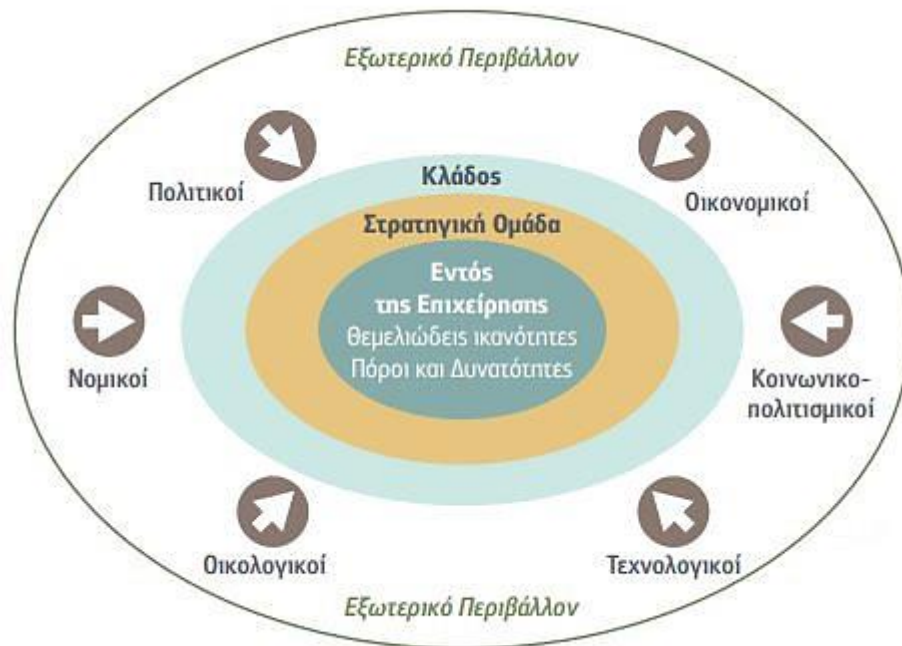 Εξωτερικό Περιβάλλον
Πολιτικοί
Κλάδος
Οικονομικοί
Στρατηγική Ομάδα
Εντός
της Επιχείρησης
Θεμελιώδεις ικανότητες
Πόροι και Δυνατότητες
Νομικοί
Κοινωνικο-
πολιτισμικοί
Οικολογικοί
Τεχνολογικοί
Εξωτερικό Περιβάλλον